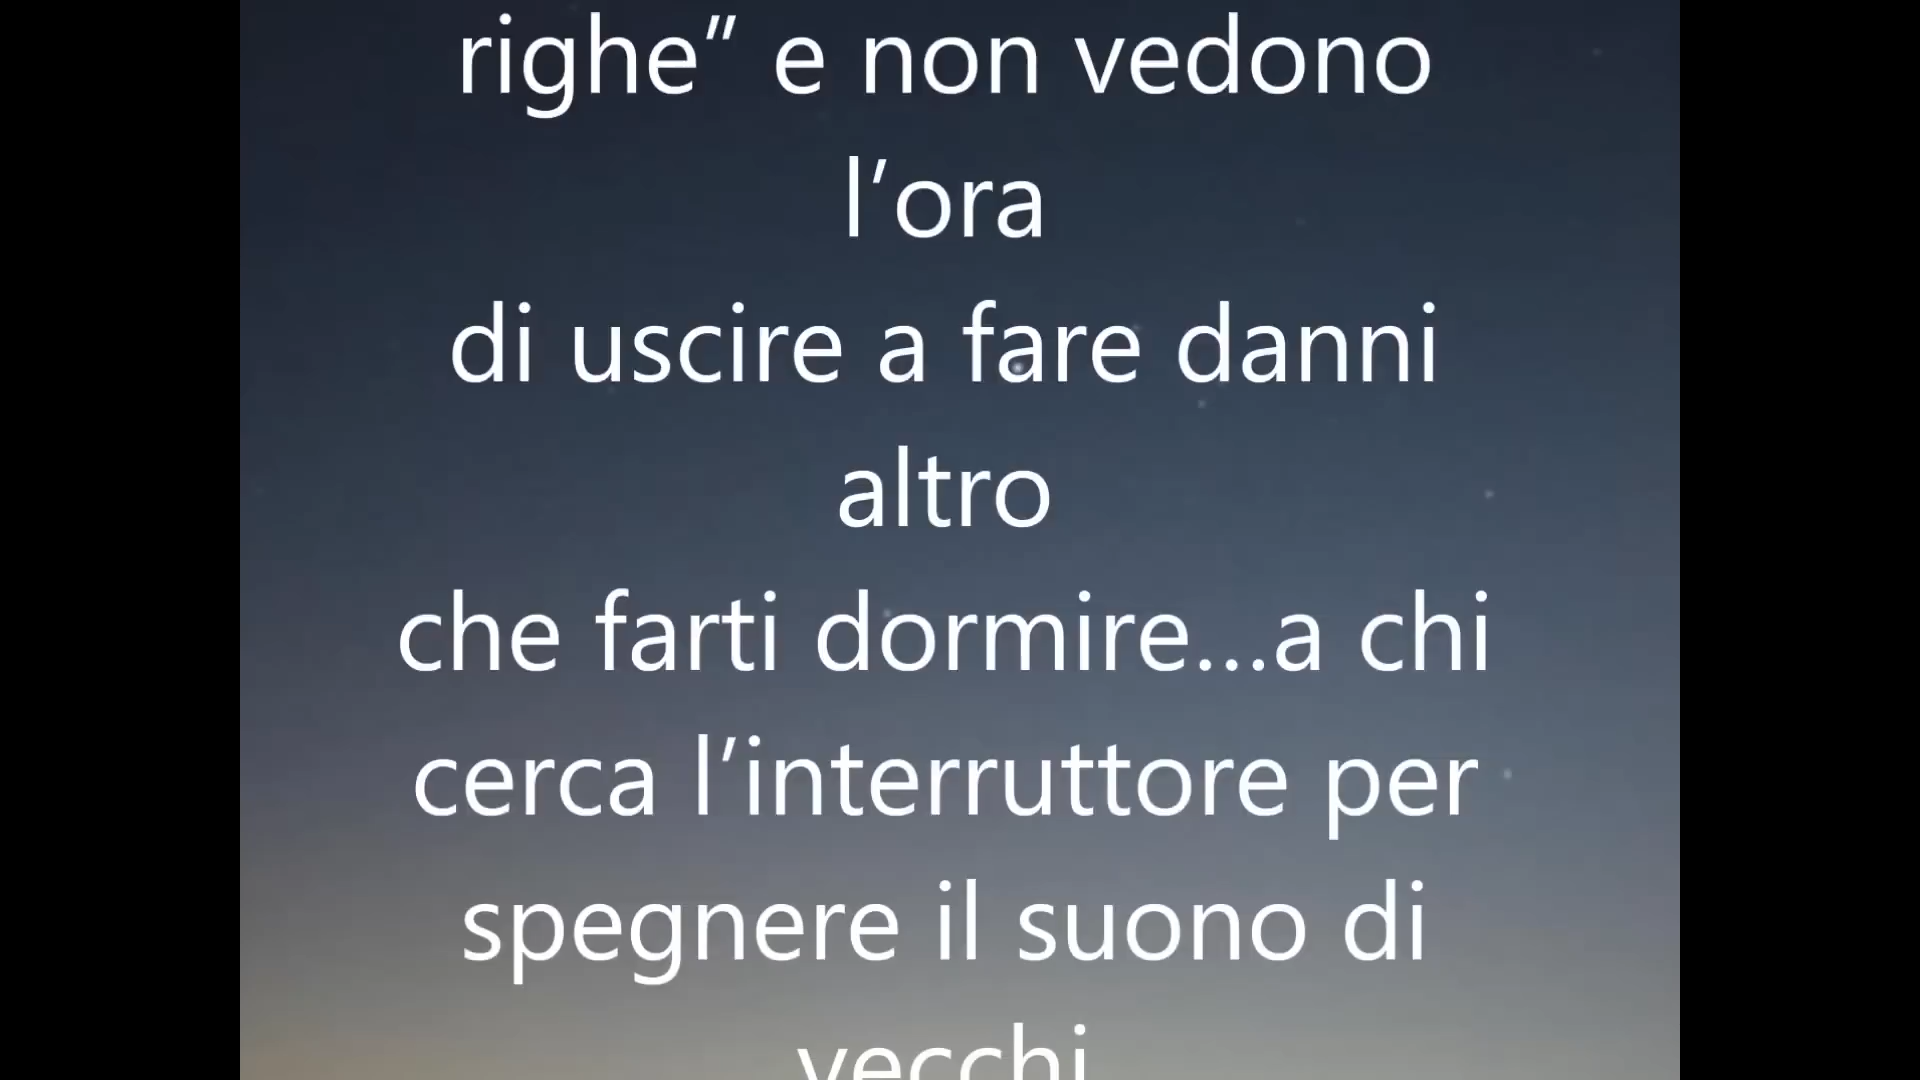 righe” e non vedono
l’ora
di uscire a fare danni
altro
che farti dormire...a chi
cerca l’interruttore per
spegnere il suono di
vecchi